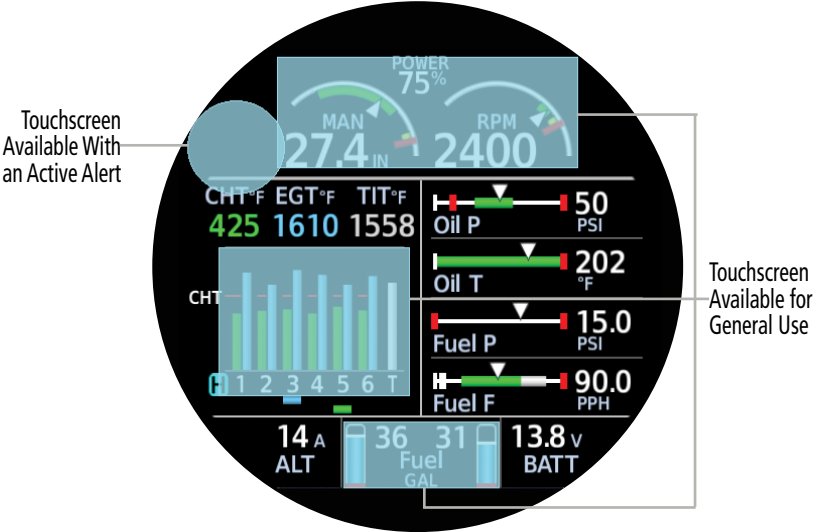 POWER
75%
Touchscreen
Available With
an Active Alert
MAN
27.4 IN
RPM
2400
CHT°F EGT°F TIT°F
425 1610 1558
50
Oil P PSI
202
Oil T °F
CHT
Touchscreen
Available for
General Use
15.0
Fuel P PSI
H 1 2 3 4 5 6 T
90.0
Fuel F PPH
14 A
ALT
36 31
Fuel
GAL
13.8 V
BATT